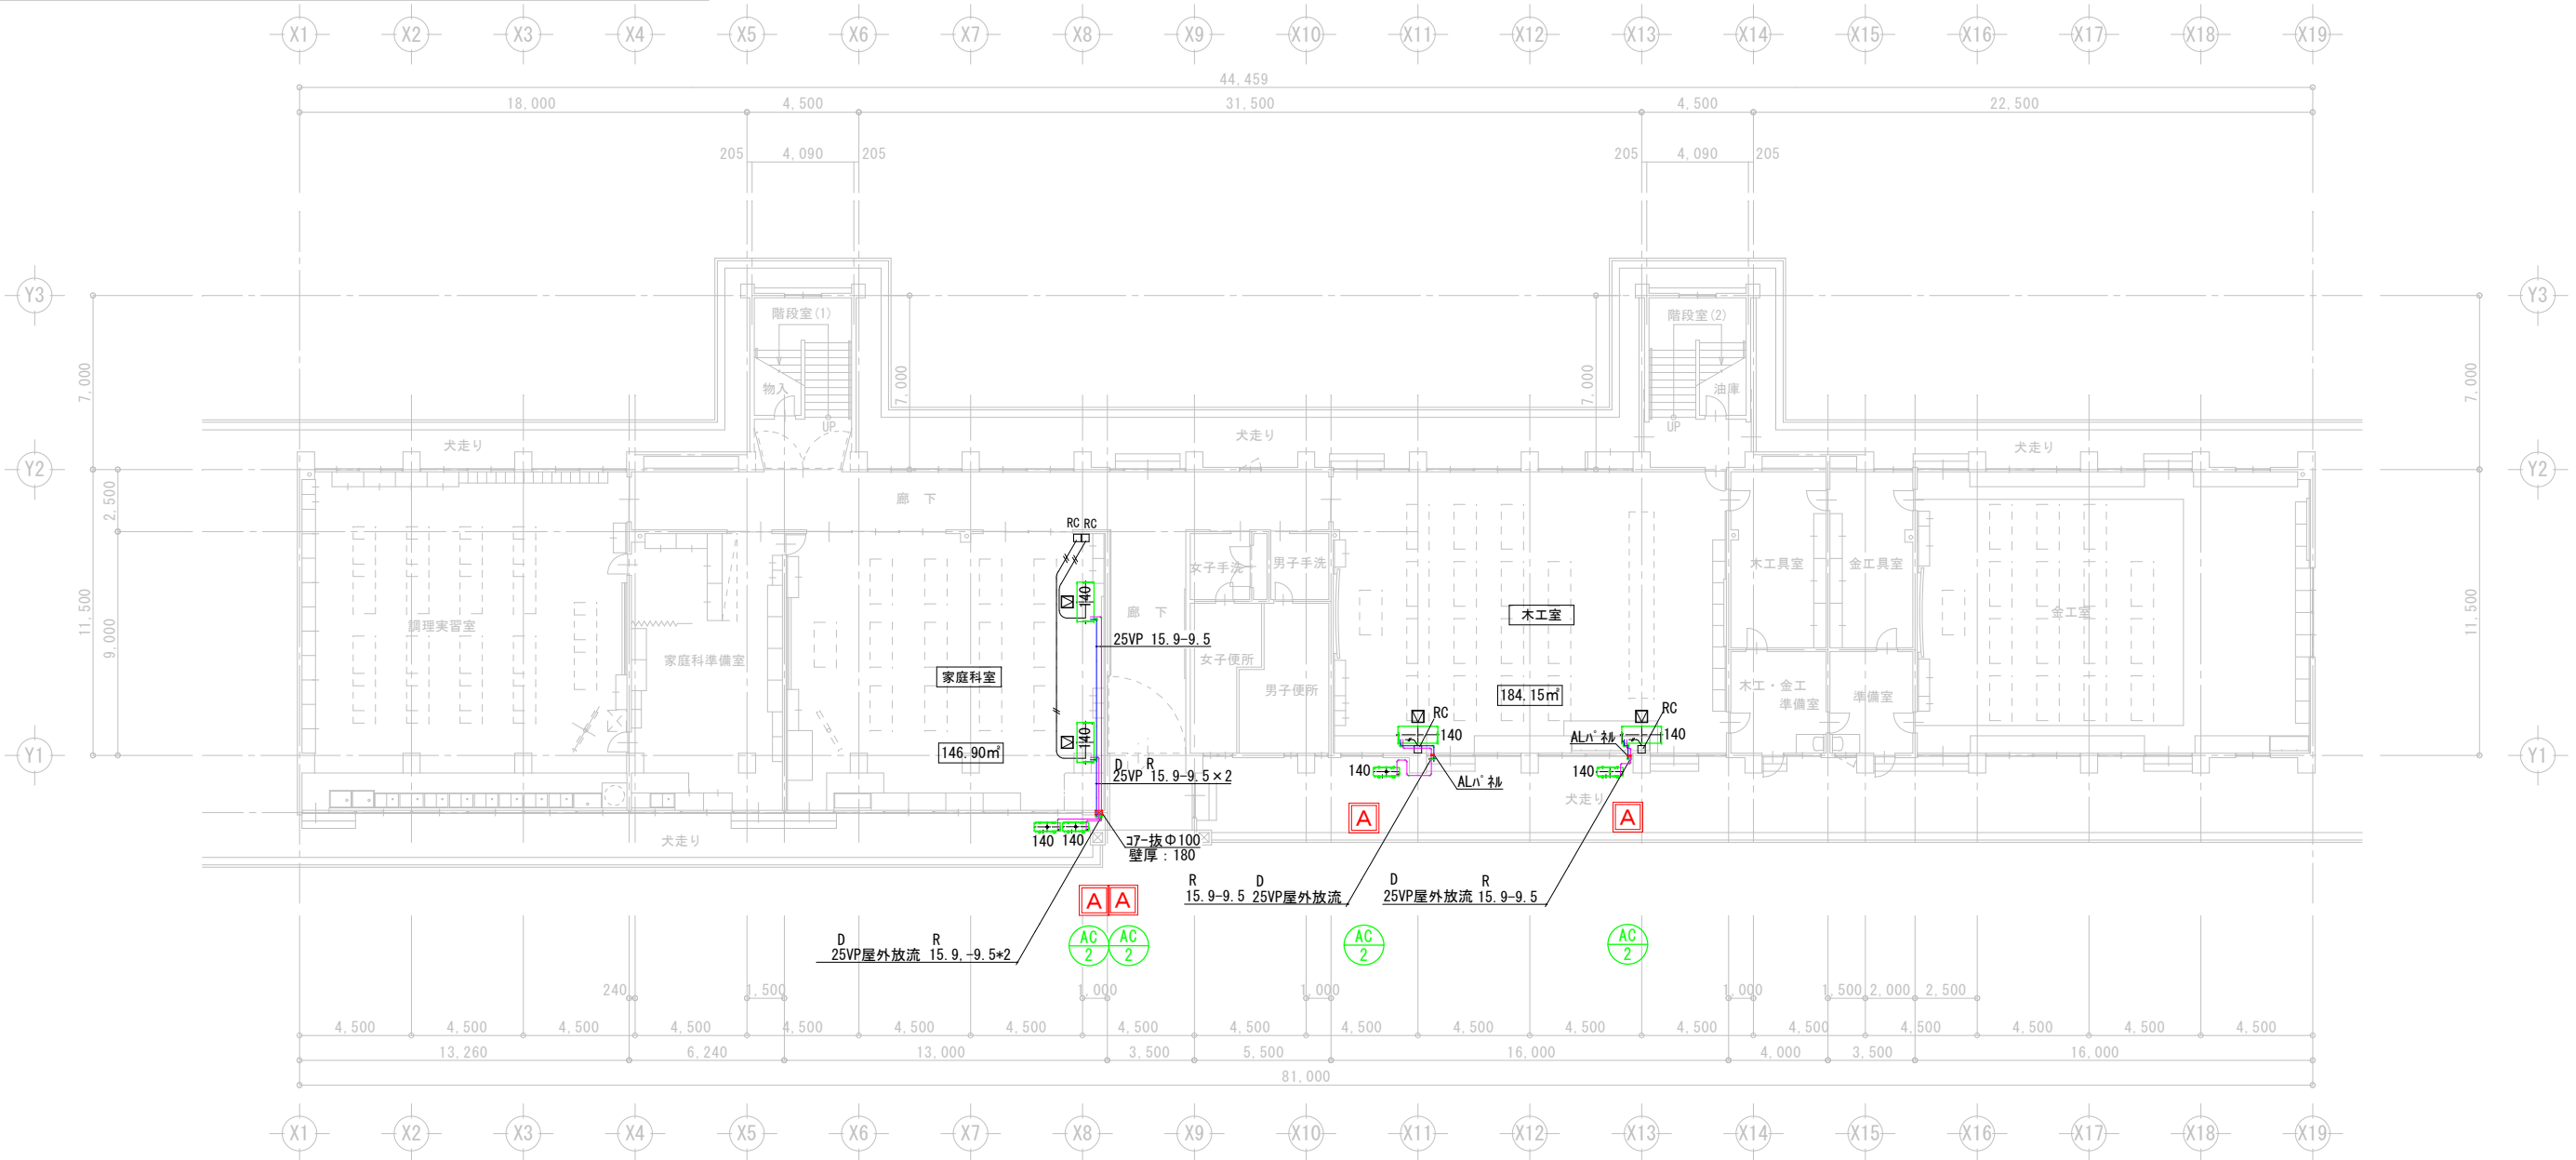 X1 X2 X3 X4 X5 X6 X7 X8 X9 X10 X11 X12 X13 X14 X15 X16 X17 X18 X19
44,459
18,000 4,500 31,500 4,500 22,500
205 4,090 205 205 4,090 205
Y3 Y3
階段室(1) 階段室(2)
7,000 7,000 7,000 7,000
物入 油庫
UP UP
犬走り 犬走り 犬走り
Y2 Y2
2,500
廊 下
RC RC
女子手洗 男子手洗 木工具室 金工具室
140
11,500 9,000 11,500
調理実習室 廊 下 木工室 金工室
25VP 15.9-9.5
家庭科準備室 女子便所
家庭科室 男子便所 木工・金工
準備室 準備室
184.15㎡
RC RC
140 140 140
146.90㎡ ALパネル
Y1 Y1
D R
25VP 15.9-9.5×2
140 140
ALパネル
犬走り
A A
140 140
コアー抜Φ100
壁厚：180
犬走り
R D D R
15.9-9.5 25VP屋外放流 25VP屋外放流 15.9-9.5
A A
AC AC AC AC
2 2 2 2
D R
25VP屋外放流 15.9,-9.5*2
240 1,500 1,000 1,000 1,000 1,500 2,000 2,500
4,500 4,500 4,500 4,500 4,500 4,500 4,500 4,500 4,500 4,500 4,500 4,500 4,500 4,500 4,500 4,500 4,500 4,500
13,260 6,240 13,000 3,500 5,500 16,000 4,000 3,500 16,000
81,000
X1 X2 X3 X4 X5 X6 X7 X8 X9 X10 X11 X12 X13 X14 X15 X16 X17 X18 X19